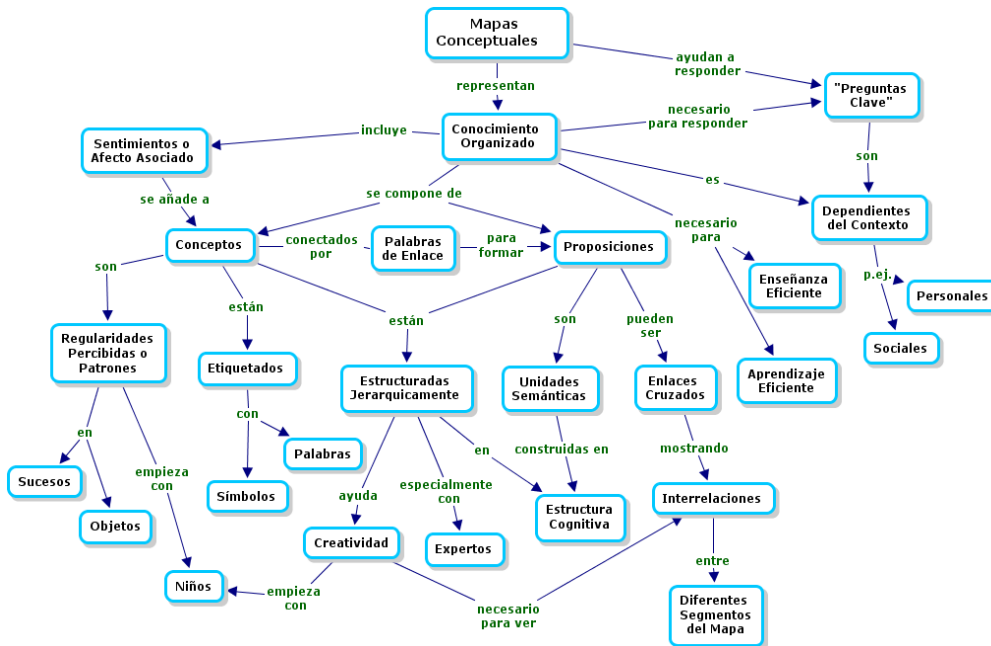 Mapas
Conceptuales
ayudan a
responder
representan
"Preguntas
Clave"
necesario
para responder
Conocimiento
Organizado
incluye
Sentimientos o
Afecto Asociado
son
es
se añade a
se compone de
Dependientes
del Contexto
necesario
para
Conceptos
conectados
por
Palabras
de Enlace
para
formar
Proposiciones
son
Enseñanza
Eficiente
p.ej.
Personales
están
están
son
pueden
ser
Regularidades
Percibidas o
Patrones
Sociales
Etiquetados
Estructuradas
Jerarquicamente
Unidades
Semánticas
Enlaces
Cruzados
Aprendizaje
Eficiente
con
en
Palabras
en
construidas en
mostrando
empieza
con
Sucesos
Símbolos
ayuda
especialmente
con
Interrelaciones
Objetos
Estructura
Cognitiva
Creatividad
Expertos
entre
Niños
empieza
con
necesario
para ver
Diferentes
Segmentos
del Mapa